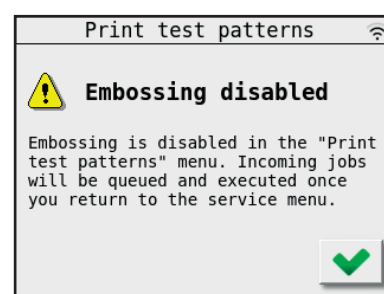 Print test patterns
Embossing disabled
Embossing is disabled in the "Print
test patterns" menu. Incoming jobs
will be queued and executed once
you return to the service menu.